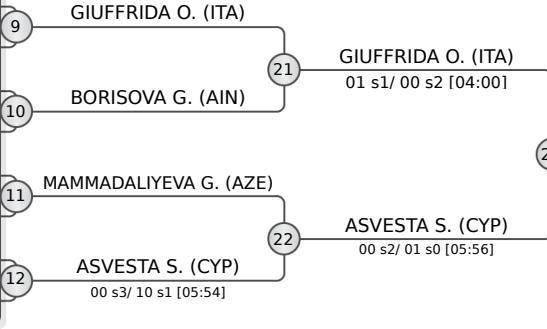 GIUFFRIDA O. (ITA)
9
21
GIUFFRIDA O. (ITA)
01 s1/ 00 s2 [04:00]
10
BORISOVA G. (AIN)
11
MAMMADALIYEVA G. (AZE)
22
ASVESTA S. (CYP)
00 s2/ 01 s0 [05:56]
12
ASVESTA S. (CYP)
00 s3/ 10 s1 [05:54]